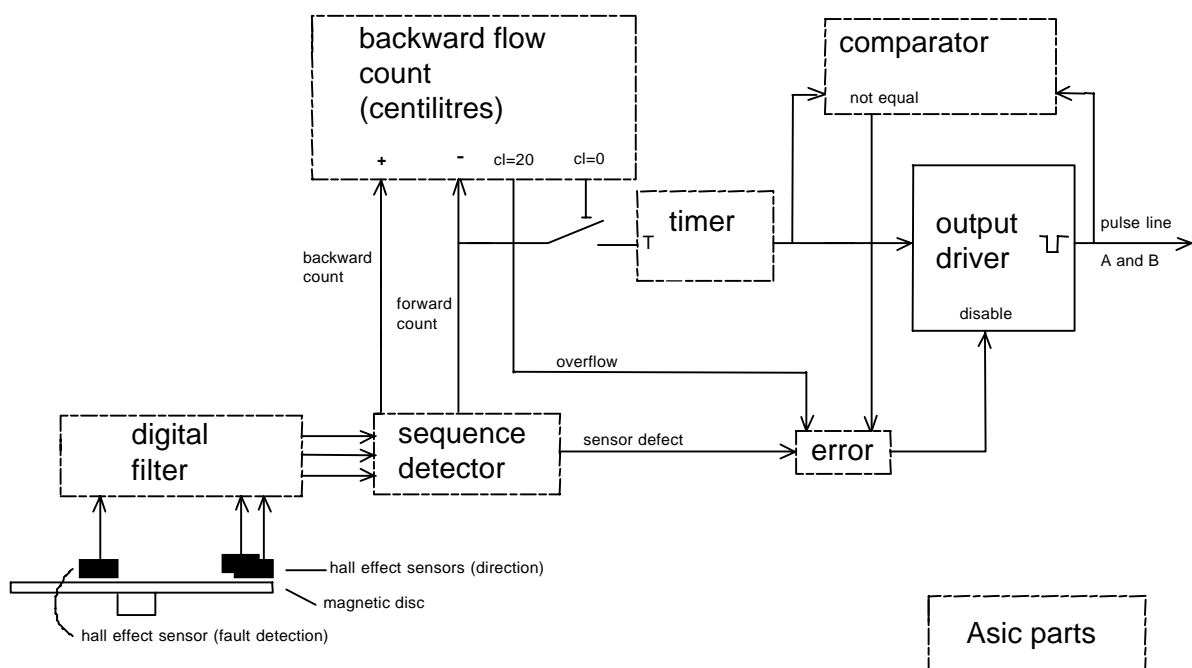 backward flow
count
(centilitres)
+ - cl=20 cl=0
comparator
not equal
timer
T
output
driver
disable
pulse line
A and B
backward
count
forward
count
overflow
digital
filter
sequence
detector
sensor defect
error
hall effect sensors (direction)
magnetic disc
hall effect sensor (fault detection)
Asic parts